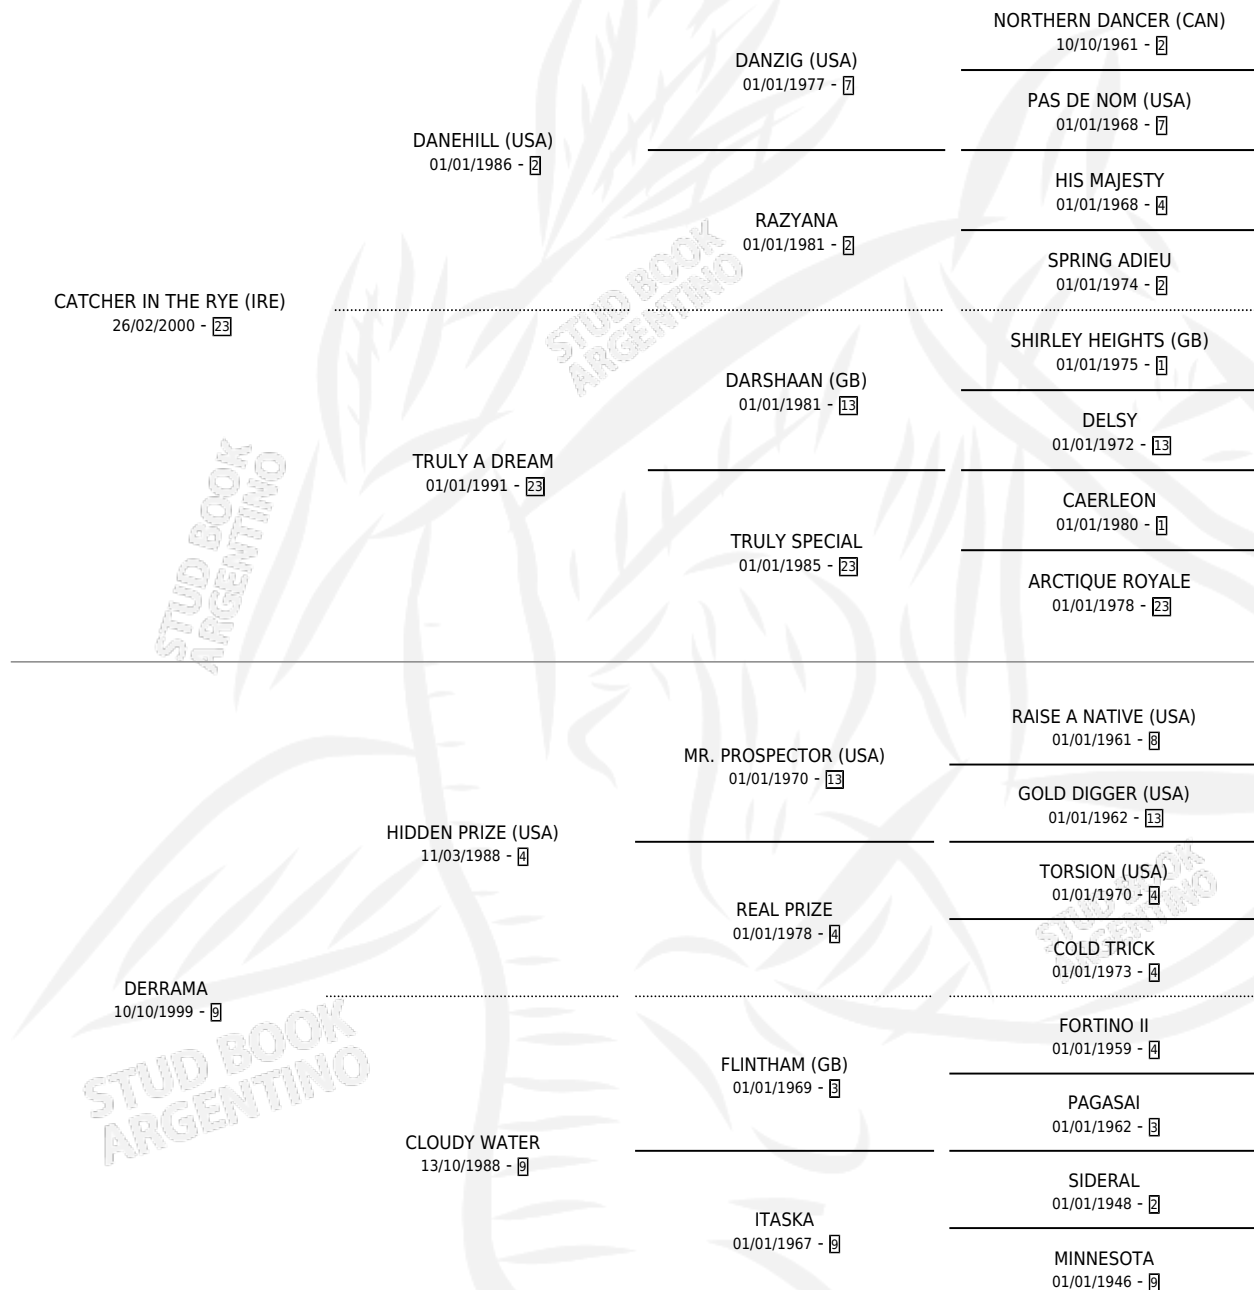 NORTHERN DANCER (CAN)
10/10/1961 - 2
DANZIG (USA)
01/01/1977 - 7
PAS DE NOM (USA)
01/01/1968 - 7
DANEHILL (USA)
01/01/1986 - 2
HIS MAJESTY
01/01/1968 - 4
RAZYANA
01/01/1981 - 2
SPRING ADIEU
01/01/1974 - 2
CATCHER IN THE RYE (IRE)
26/02/2000 - 23
SHIRLEY HEIGHTS (GB)
01/01/1975 - 1
DARSHAAN (GB)
01/01/1981 - 13
DELSY
01/01/1972 - 13
TRULY A DREAM
01/01/1991 - 23
CAERLEON
01/01/1980 - 1
TRULY SPECIAL
01/01/1985 - 23
ARCTIQUE ROYALE
01/01/1978 - 23
RAISE A NATIVE (USA)
01/01/1961 - 8
MR. PROSPECTOR (USA)
01/01/1970 - 13
GOLD DIGGER (USA)
01/01/1962 - 13
HIDDEN PRIZE (USA)
11/03/1988 - 4
TORSION (USA)
01/01/1970 - 4
REAL PRIZE
01/01/1978 - 4
COLD TRICK
01/01/1973 - 4
DERRAMA
10/10/1999 - 9
FORTINO II
01/01/1959 - 4
FLINTHAM (GB)
01/01/1969 - 3
PAGASAI
01/01/1962 - 3
CLOUDY WATER
13/10/1988 - 9
SIDERAL
01/01/1948 - 2
ITASKA
01/01/1967 - 9
MINNESOTA
01/01/1946 - 9
STUD BOOK
ARGENTINO
STUD BOOK
ARGENTINO
STUD BOOK
ARGENTINO
STUD BOOK
ARGENTINO